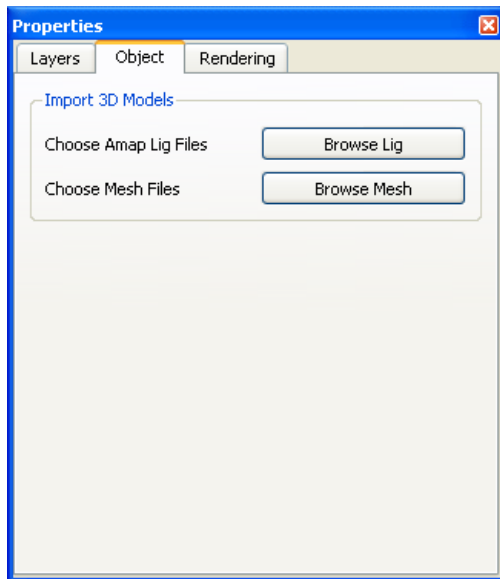 Properties
Layers Object Rendering
Import 3D Models
Choose Amap Lig Files Browse Lig
Choose Mesh Files Browse Mesh